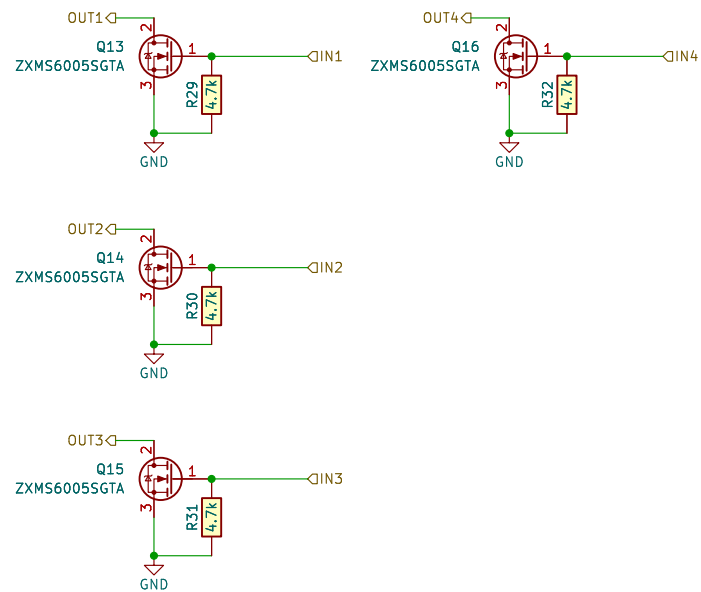 OUT1
2
Q13
ZXMS6005SGTA
1
IN1
3
R29
4.7k
GND
OUT4
2
Q16
ZXMS6005SGTA
1
IN4
3
R32
4.7k
GND
OUT2
2
Q14
ZXMS6005SGTA
1
IN2
3
R30
4.7k
GND
OUT3
2
Q15
ZXMS6005SGTA
1
IN3
3
R31
4.7k
GND